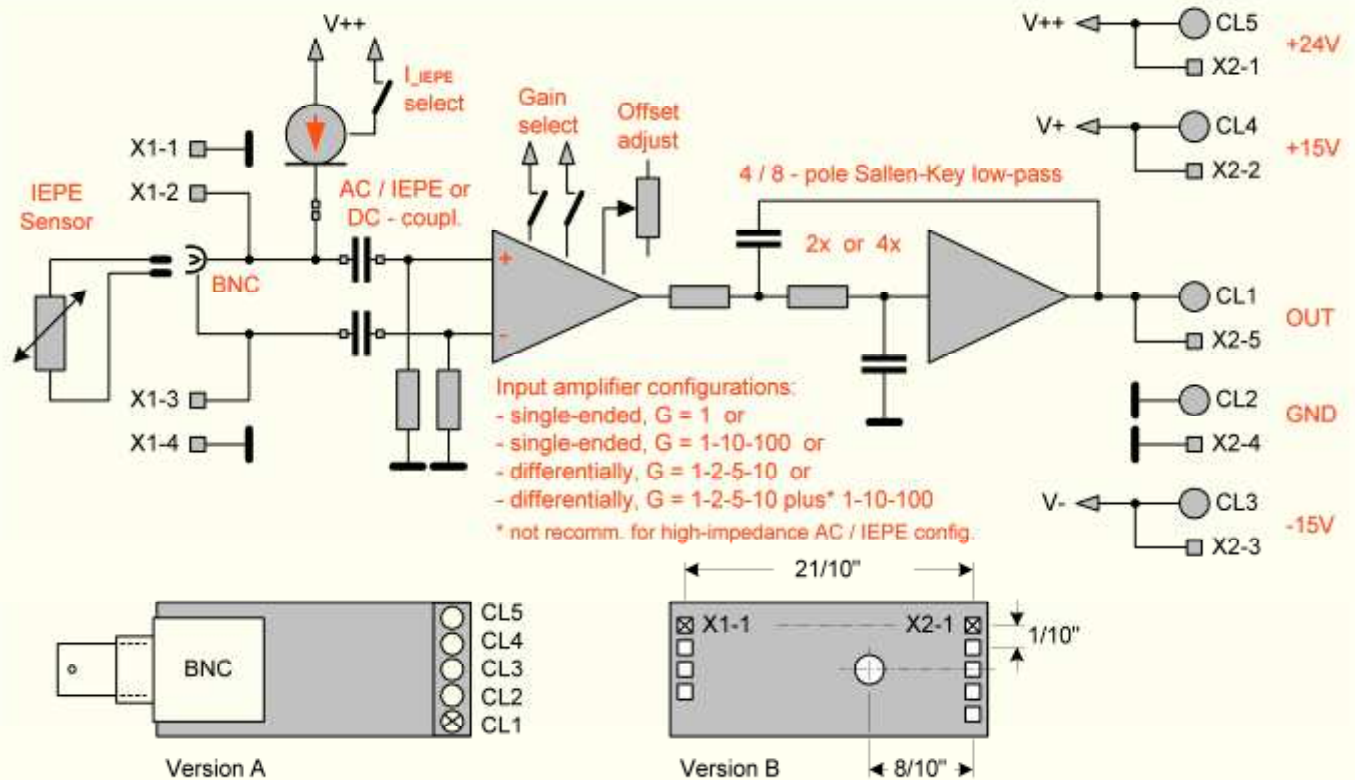 V++
I_IEPE
select
Gain
select
Offset
adjust
X1-1
X1-2
IEPE
Sensor
AC / IEPE or
DC - coupl.
BNC
+
-
4 / 8 - pole Sallen-Key low-pass
2x or 4x
X1-3
X1-4
Input amplifier configurations:
- single-ended, G = 1 or
- single-ended, G = 1-10-100 or
- differentially, G = 1-2-5-10 or
- differentially, G = 1-2-5-10 plus* 1-10-100
* not recomm. for high-impedance AC / IEPE config.
V++
CL5
+24V
X2-1
V+
CL4
+15V
X2-2
CL1
OUT
X2-5
CL2
GND
X2-4
V-
CL3
-15V
X2-3
BNC
CL5
CL4
CL3
CL2
CL1
Version A
21/10"
X1-1
X2-1
1/10"
8/10"
Version B